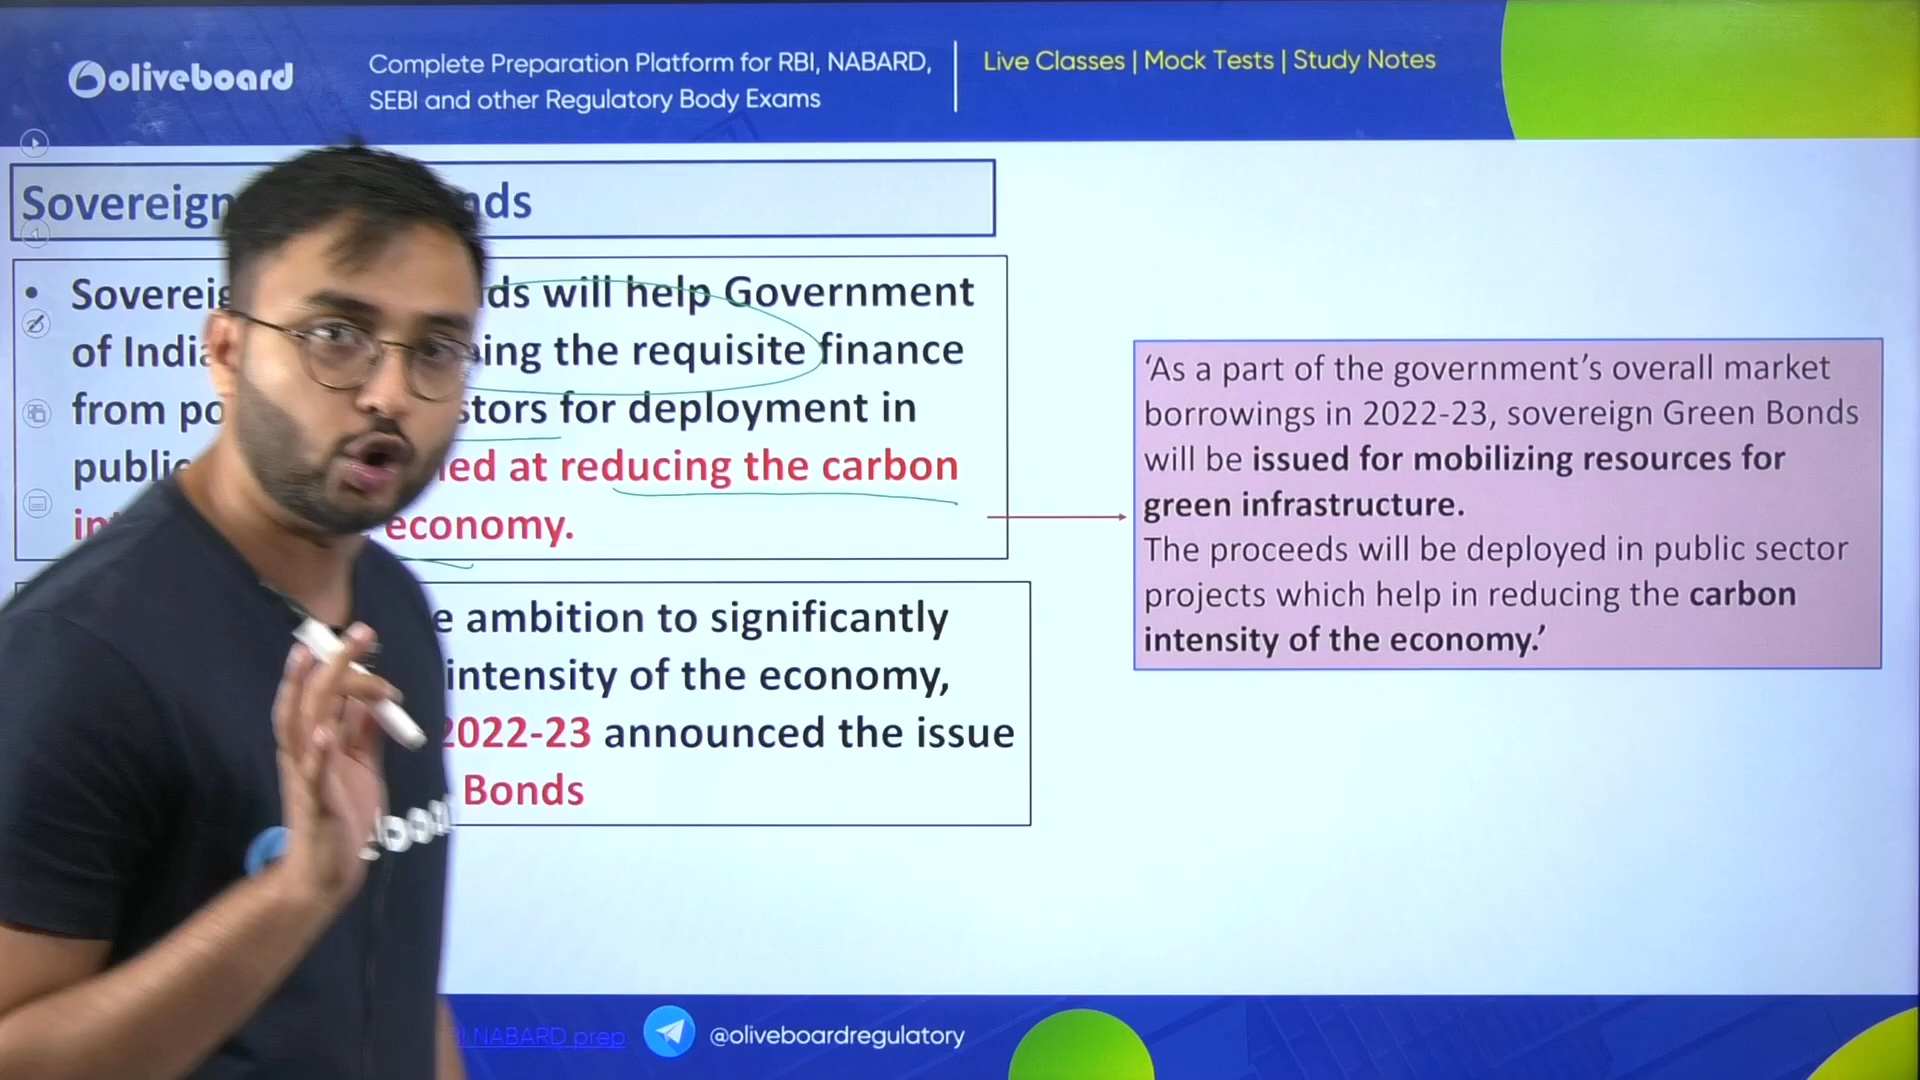 oliveboard
Complete Preparation Platform for RBI, NABARD,
SEBI and other Regulatory Body Exams
Live Classes | Mock Tests | Study Notes
Sovereign nds
• Sovereig ds will help Government
of India ing the requisite finance
from po stors for deployment in
public ed at reducing the carbon
in economy.
e ambition to significantly
intensity of the economy,
2022-23 announced the issue
Bonds
‘As a part of the government’s overall market
borrowings in 2022-23, sovereign Green Bonds
will be issued for mobilizing resources for
green infrastructure.
The proceeds will be deployed in public sector
projects which help in reducing the carbon
intensity of the economy.’
NABARD prep
@oliveboardregulatory